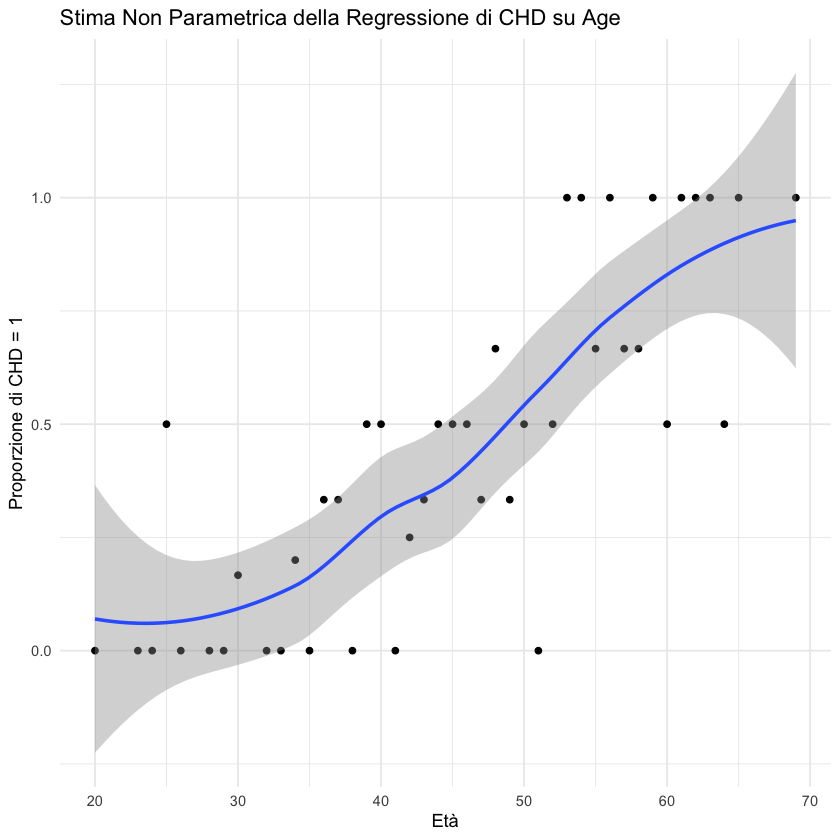 Stima Non Parametrica della Regressione di CHD su Age
Proporzione di CHD = 1
1.0
0.5
0.0
20 30 40 50 60 70
Età